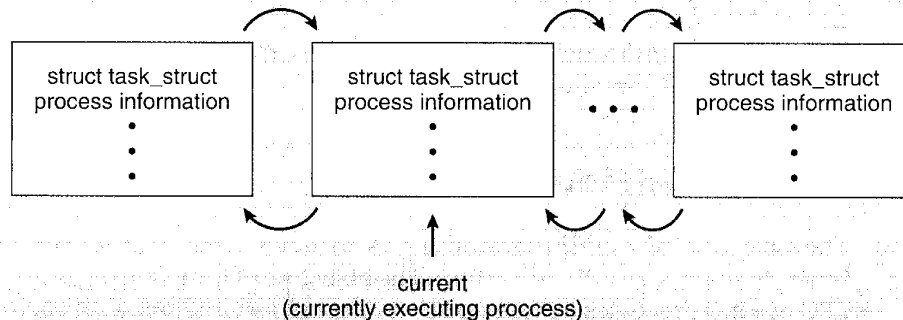 struct task_struct
process information
struct task_struct
process information
struct task_struct
process information
current
(currently executing proccess)